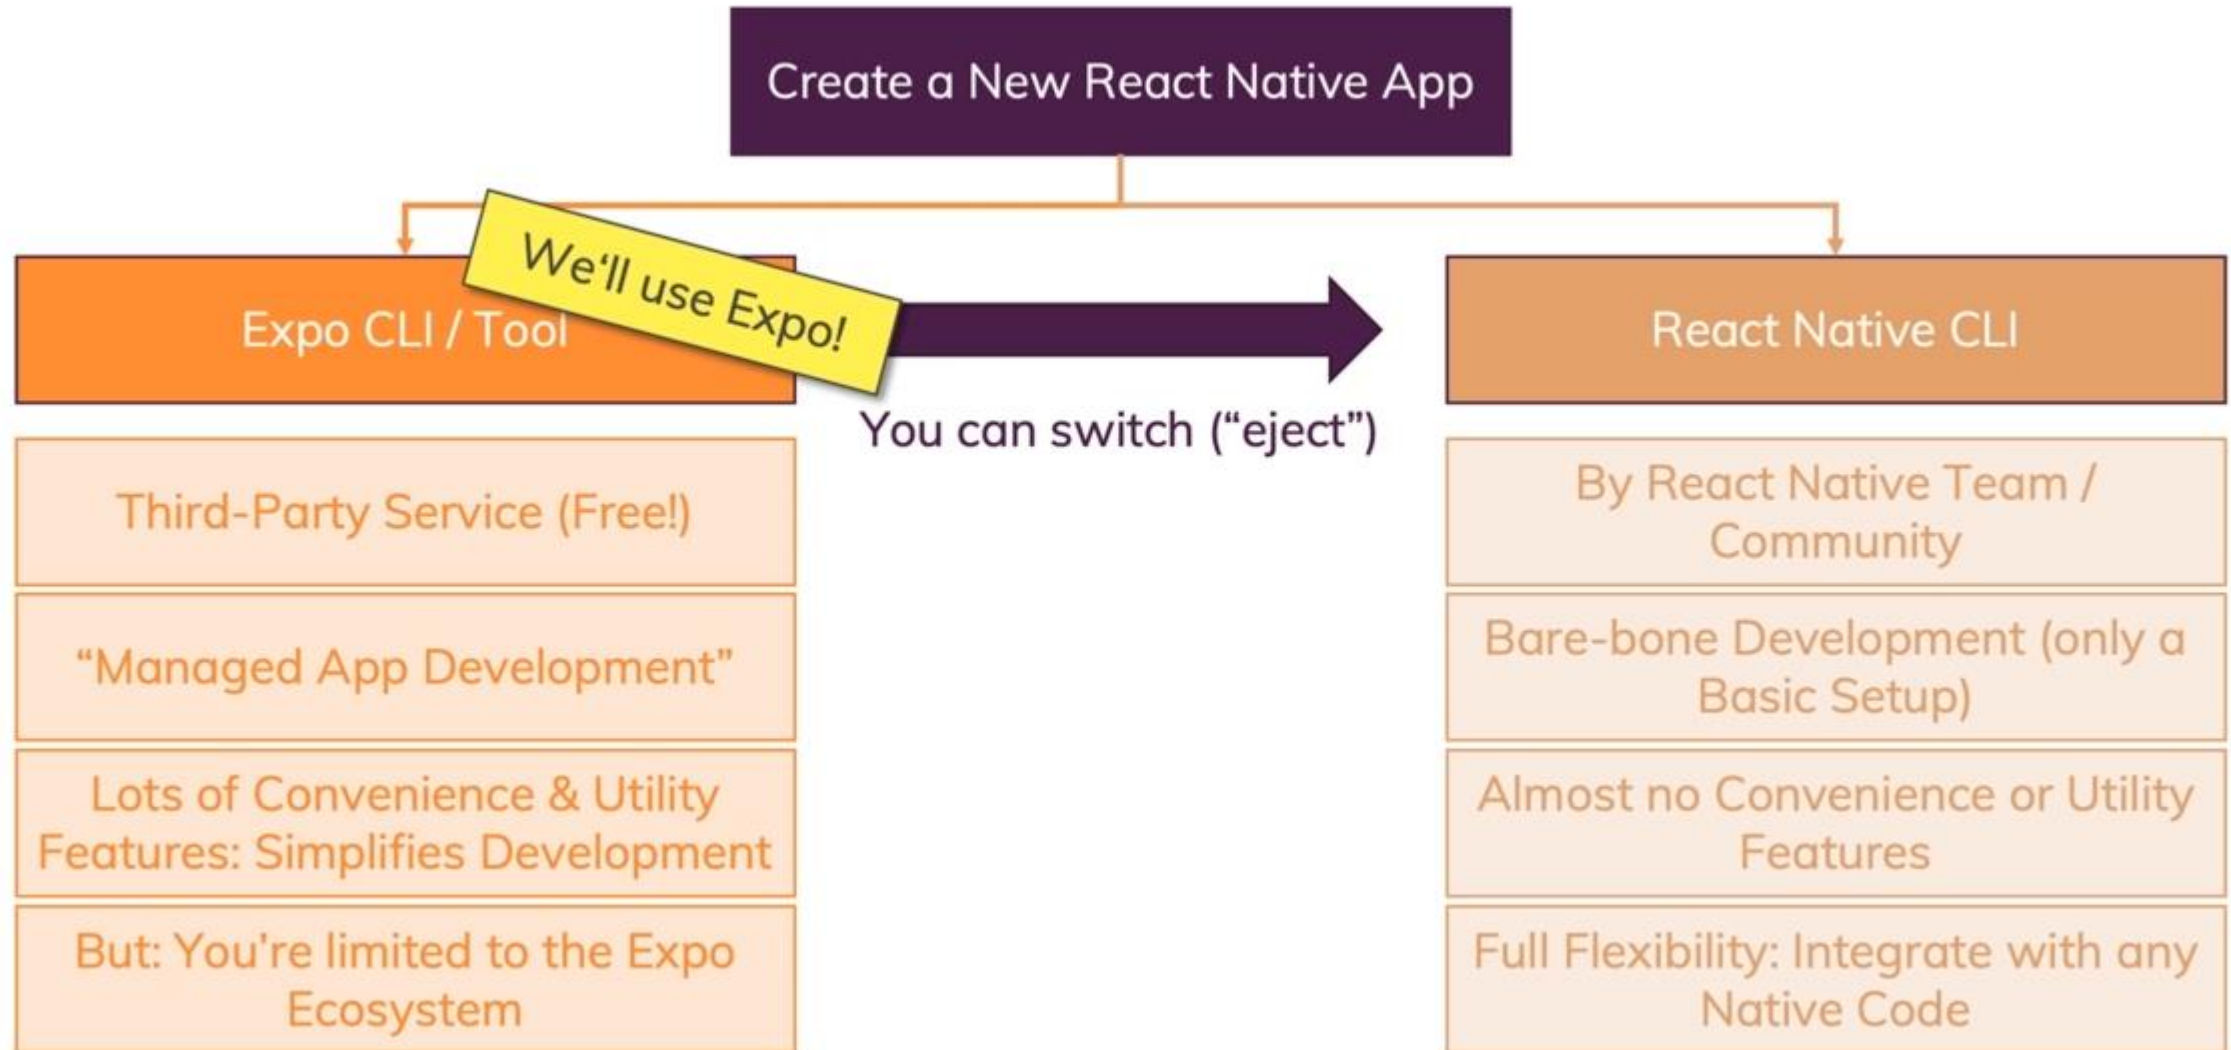 Create a New React Native App
We‘ll use Expo!
Expo CLI / Tool
React Native CLI
You can switch (“eject”)
Third-Party Service (Free!)
“Managed App Development”
Lots of Convenience & Utility
Features: Simplifies Development
But: You're limited to the Expo
Ecosystem
By React Native Team /
Community
Bare-bone Development (only a
Basic Setup)
Almost no Convenience or Utility
Features
Full Flexibility: Integrate with any
Native Code